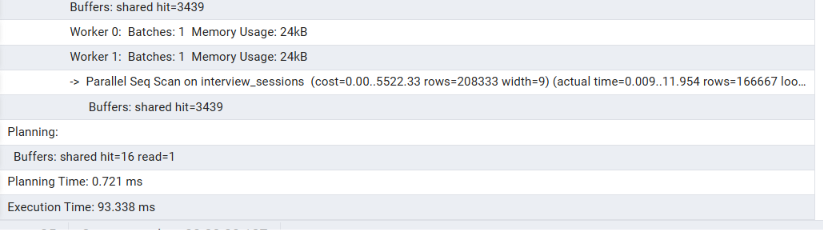 Buffers: shared hit=3439
Worker 0: Batches: 1 Memory Usage: 24kB
Worker 1: Batches: 1 Memory Usage: 24kB
-> Parallel Seq Scan on interview_sessions (cost=0.00..5522.33 rows=208333 width=9) (actual time=0.009..11.954 rows=166667 loo...
Buffers: shared hit=3439
Planning:
Buffers: shared hit=16 read=1
Planning Time: 0.721 ms
Execution Time: 93.338 ms